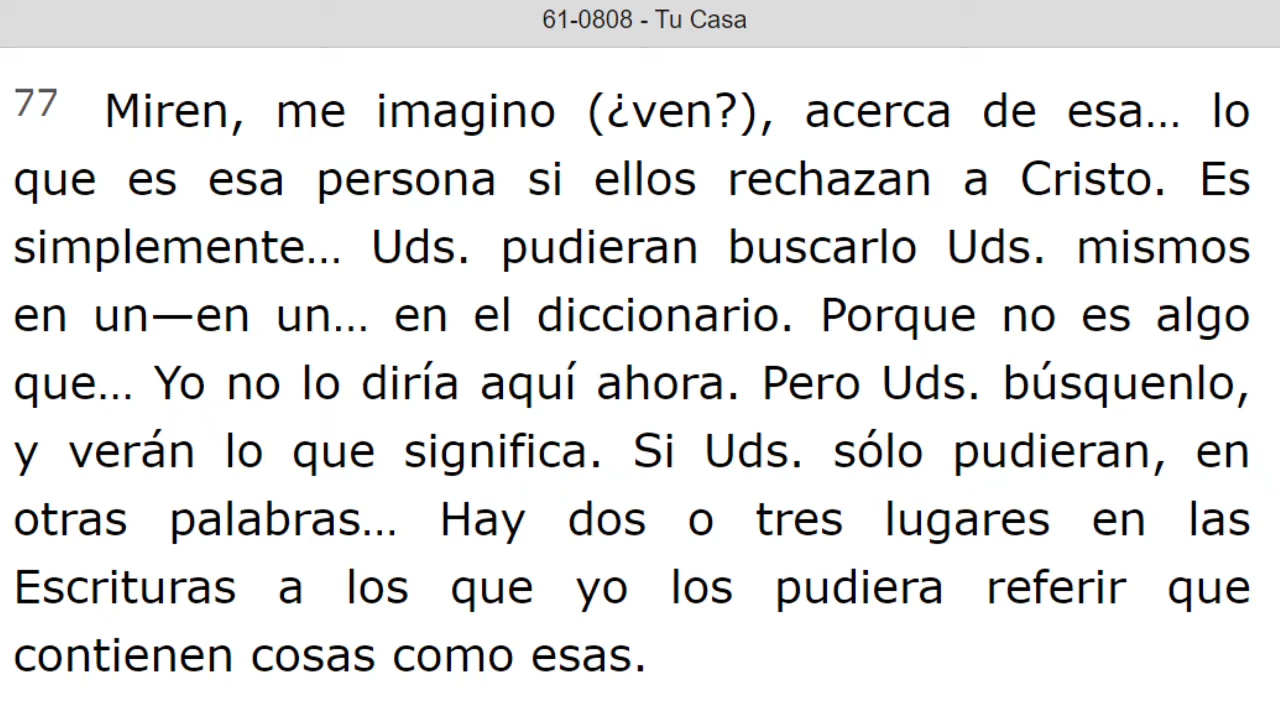 61-0808 - Tu Casa
77 Miren, me imagino (¿ven?), acerca de esa… lo
que es esa persona si ellos rechazan a Cristo. Es
simplemente… Uds. pudieran buscarlo Uds. mismos
en un—en un… en el diccionario. Porque no es algo
que… Yo no lo diría aquí ahora. Pero Uds. búsquenlo,
y verán lo que significa. Si Uds. sólo pudieran, en
otras palabras… Hay dos o tres lugares en las
Escrituras a los que yo los pudiera referir que
contienen cosas como esas.